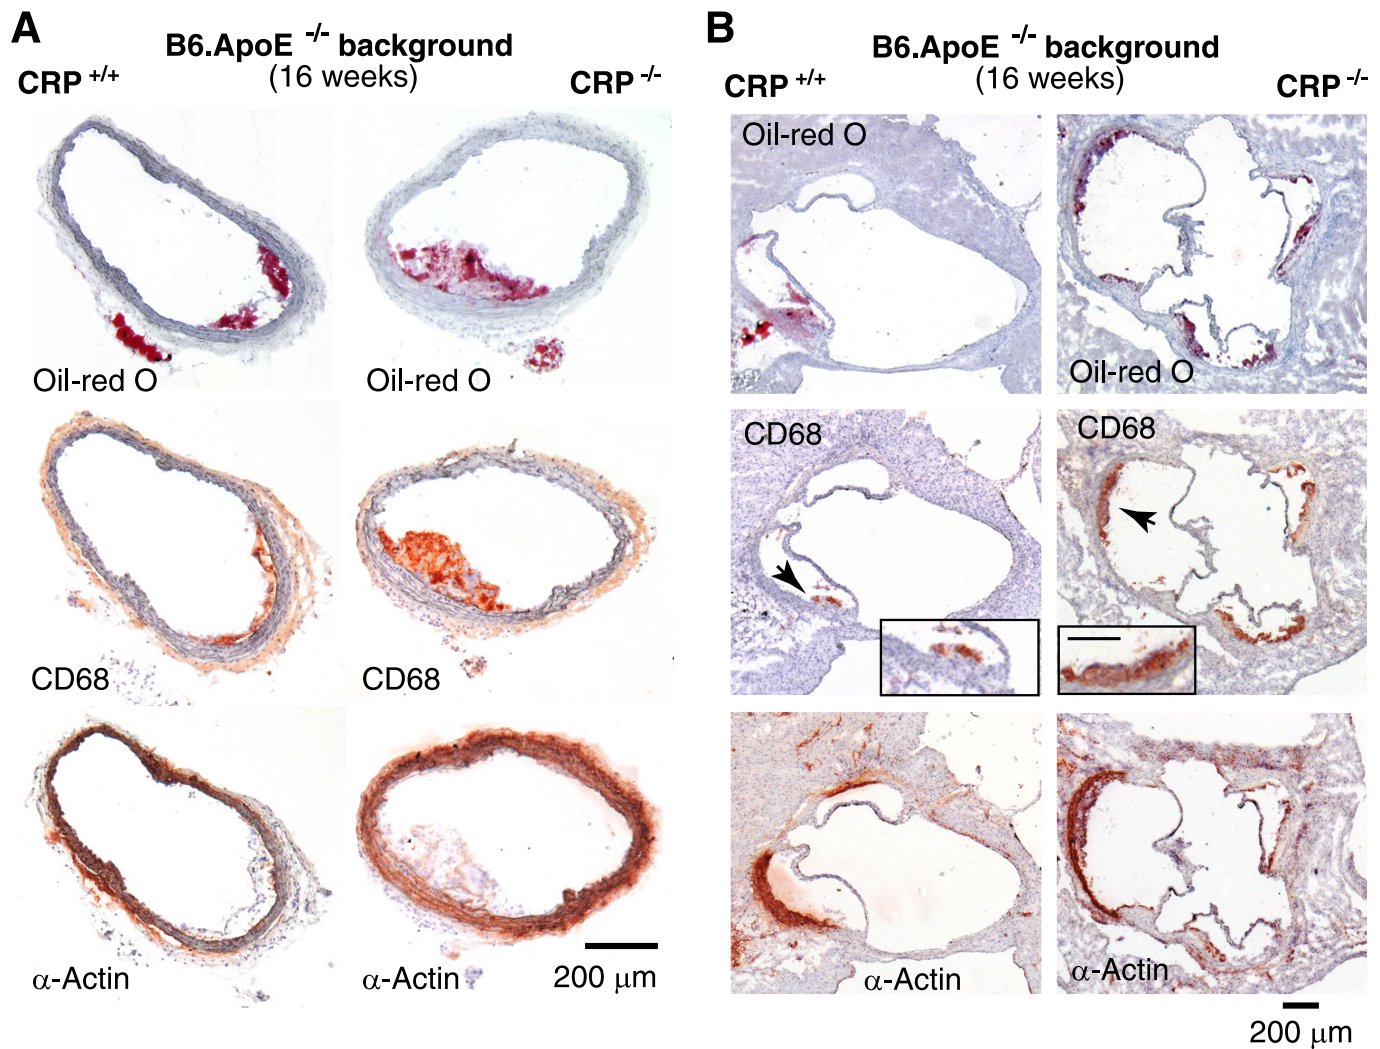 A
B6.ApoE -/- background
(16 weeks)
CRP +/+
CRP -/-
Oil-red O
Oil-red O
CD68
CD68
α-Actin
α-Actin
200 μm
B
B6.ApoE -/- background
(16 weeks)
CRP +/+
CRP -/-
Oil-red O
Oil-red O
CD68
CD68
α-Actin
α-Actin
200 μm